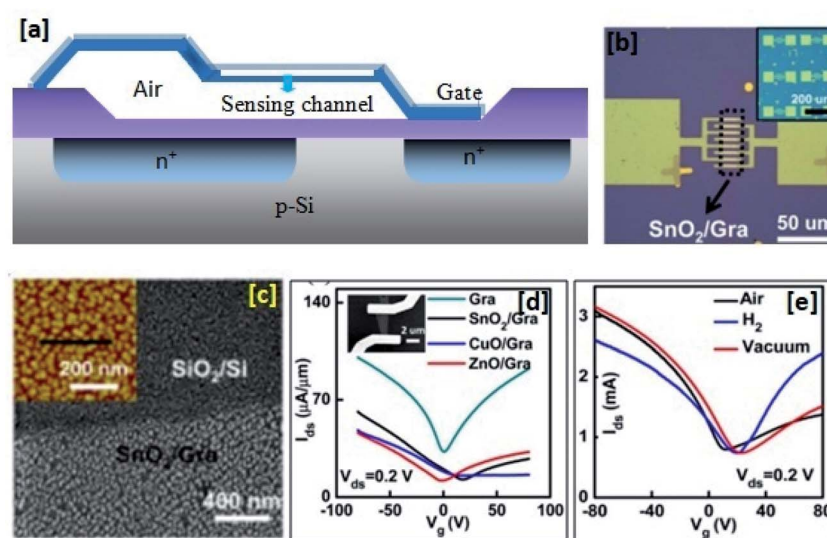 [a]
Air
Sensing channel
Gate
n+
n+
p-Si
[b]
200 um
SnO2/Gra
50 um
[c]
200 nm
SiO2/Si
SnO2/Gra
400 nm
[d]
140
70
0
Ids (μA/μm)
Gra
SnO2/Gra
CuO/Gra
ZnO/Gra
2 um
Vds=0.2 V
-100 -50 0 50 100
Vg (V)
[e]
3
2
1
0
Ids (mA)
Air
H2
Vacuum
Vds=0.2 V
-80 -40 0 40 80
Vg (V)